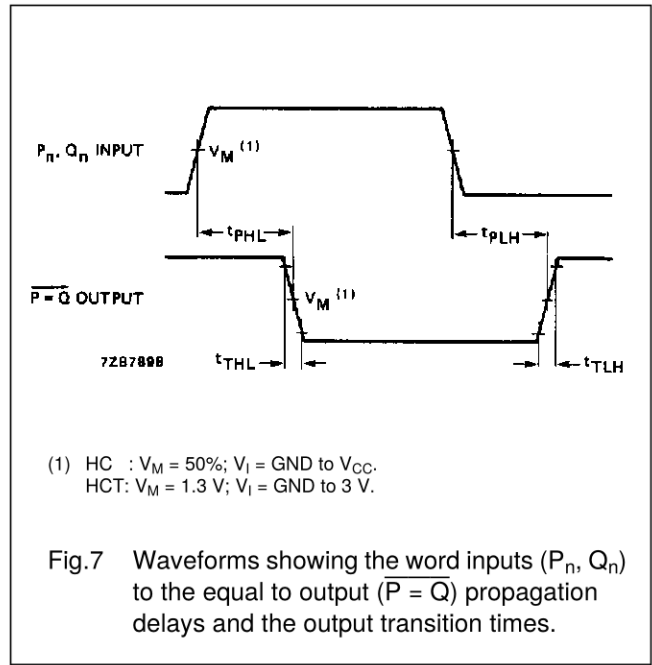 Pn, Qn INPUT
VM (1)
tPHL
tPLH
P = Q OUTPUT
VM (1)
7Z87898
tTHL
tTLH
(1) HC : VM = 50%; VI = GND to VCC.
HCT: VM = 1.3 V; VI = GND to 3 V.
Fig.7 Waveforms showing the word inputs (Pn, Qn)
to the equal to output (P = Q) propagation
delays and the output transition times.